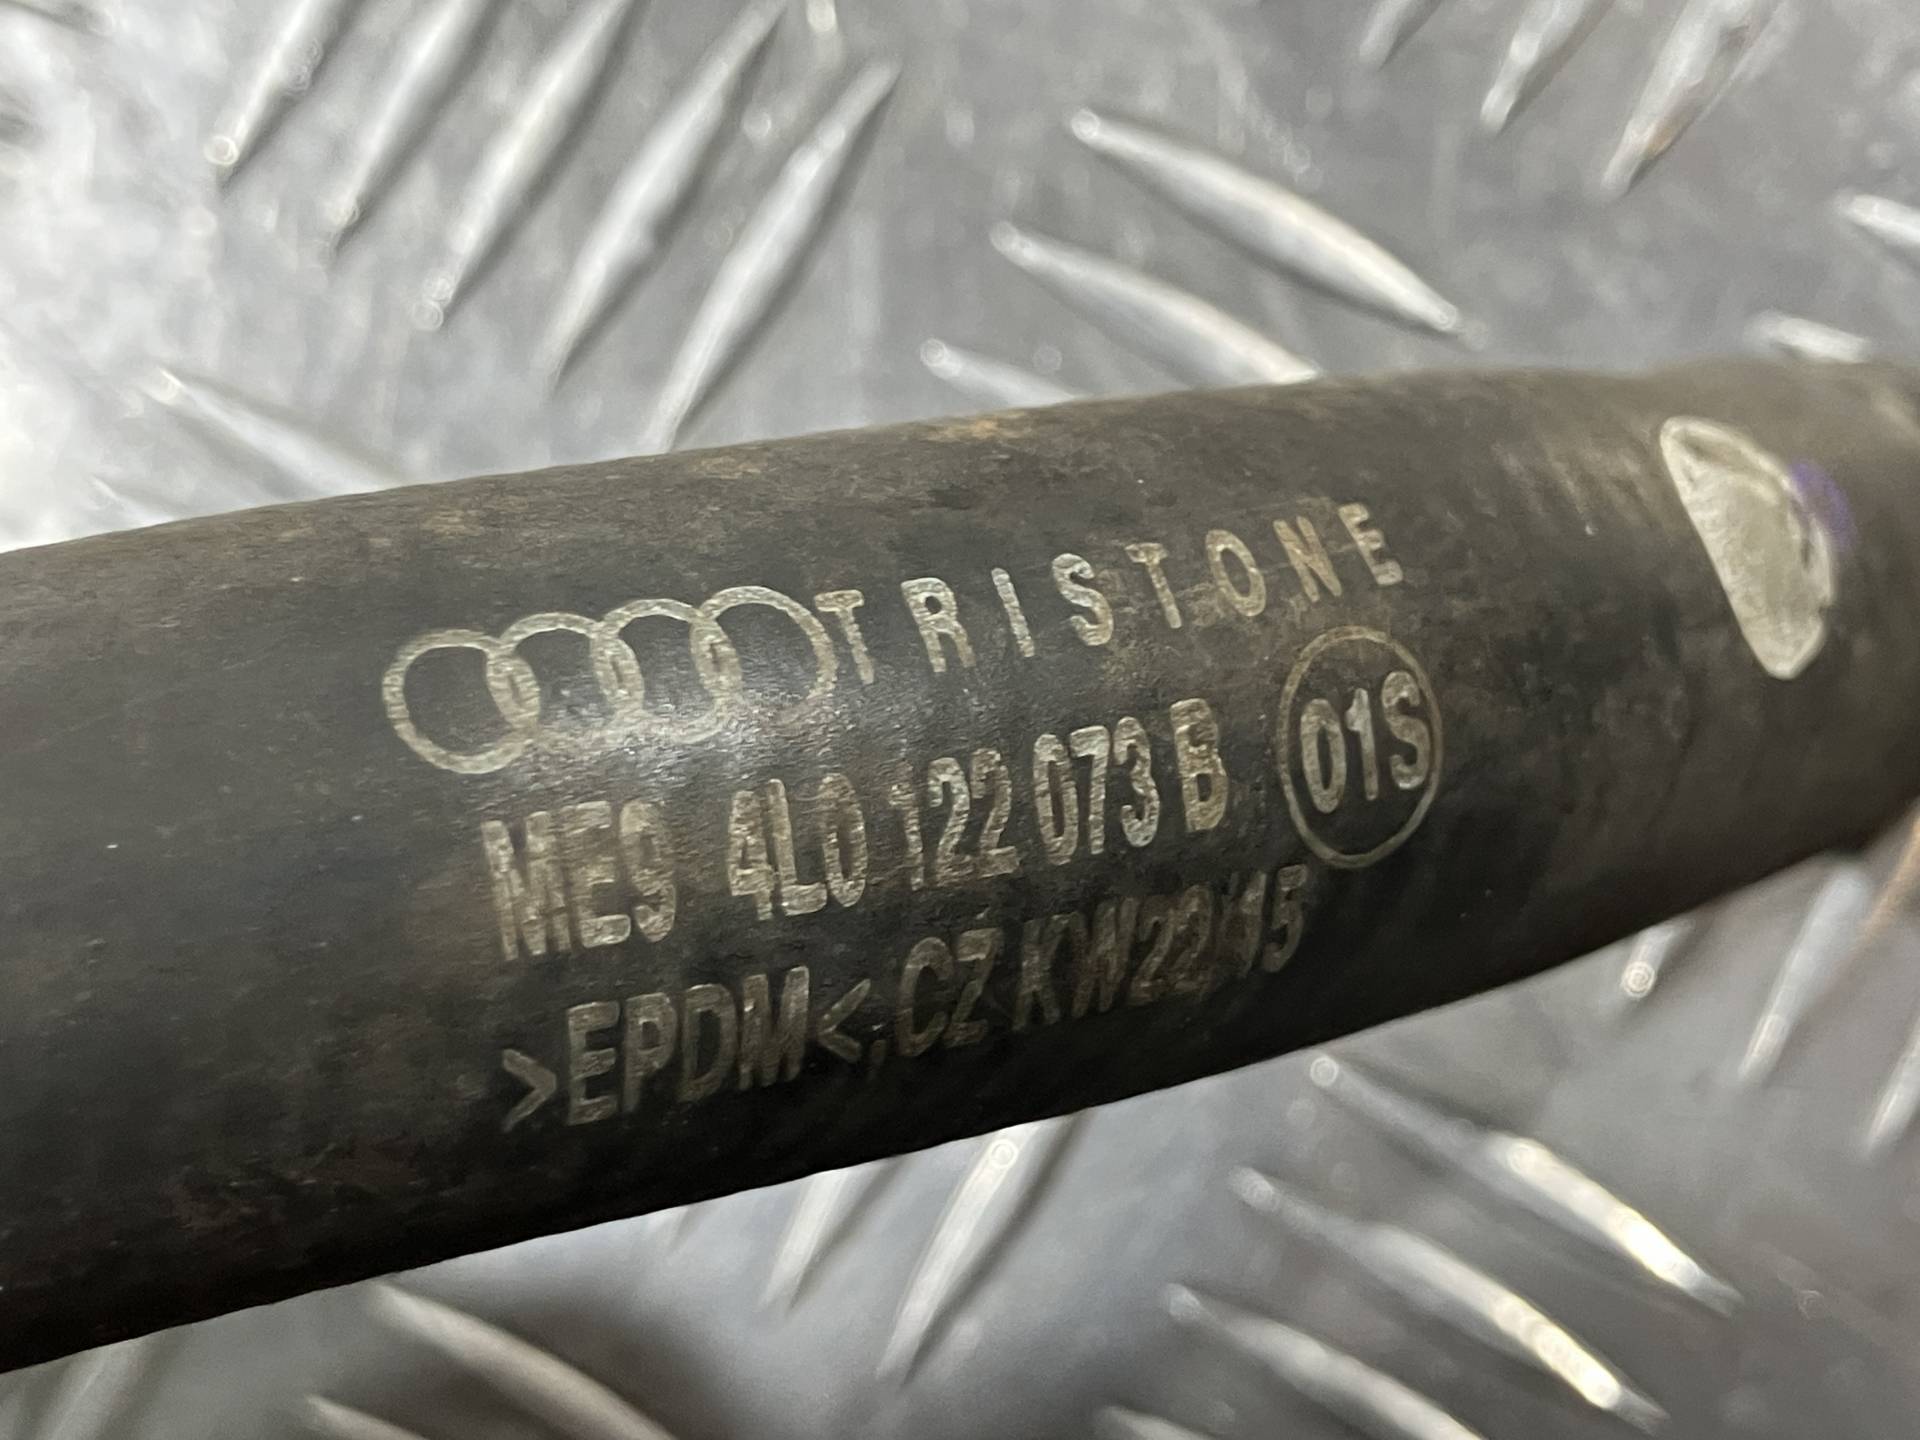 TRISTONE
ME9 4L0 122 073 B 01S
>EPDM<,CZ KW22/15